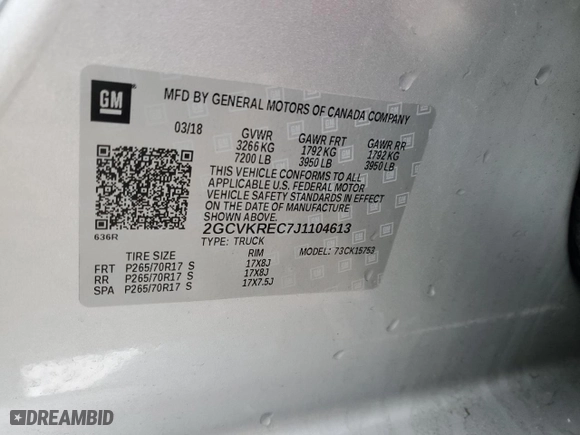 GM
MFD BY GENERAL MOTORS OF CANADA COMPANY
03/18 GVWR GAWR FRT GAWR RR
3266 KG 1792 KG 1792 KG
7200 LB 3950 LB 3950 LB
THIS VEHICLE CONFORMS TO ALL
APPLICABLE U.S. FEDERAL MOTOR
VEHICLE SAFETY STANDARDS IN
EFFECT ON THE DATE OF MANUFACTURE
SHOWN ABOVE
2GCVKREC7J1104613
636R
TYPE: TRUCK MODEL: 73CK15753
TIRE SIZE RIM
FRT P265/70R17 S 17X8J
RR P265/70R17 S 17X8J
SPA P265/70R17 S 17X7.5J
DREAMBID